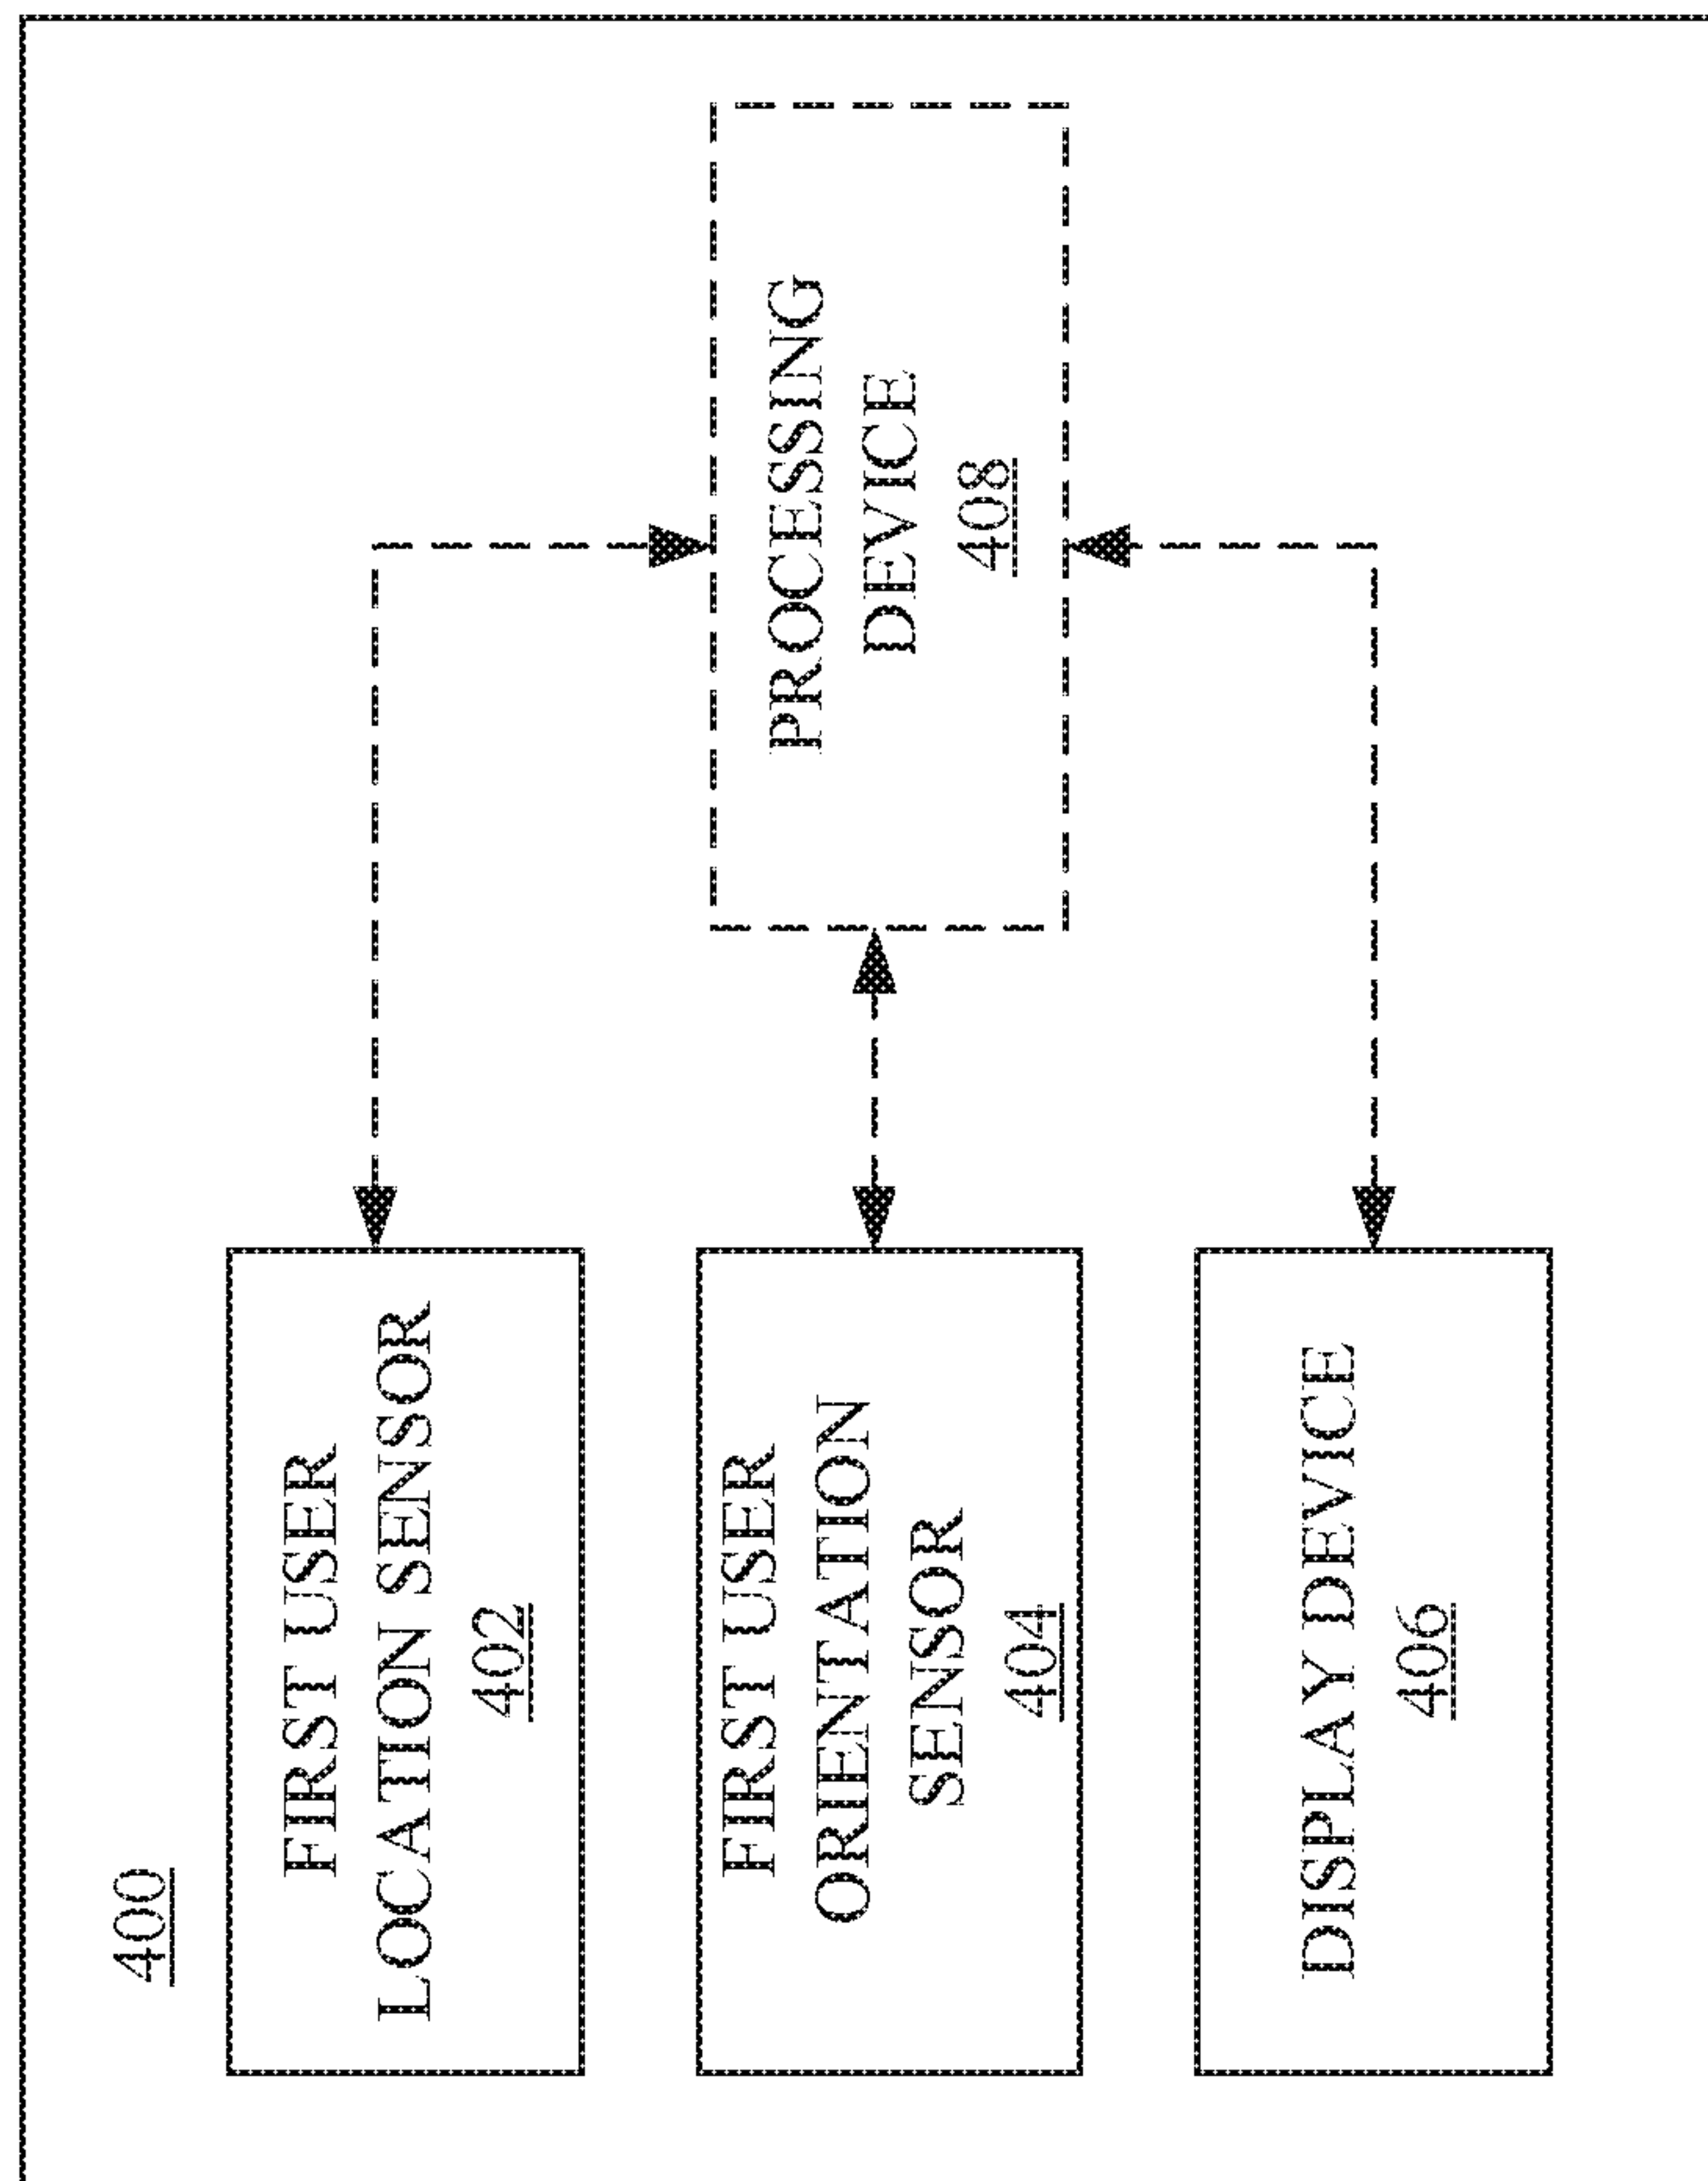 400
FIRST USER
LOCATION SENSOR
402
FIRST USER
ORIENTATION
SENSOR
404
DISPLAY DEVICE
406
PROCESSING
DEVICE
408